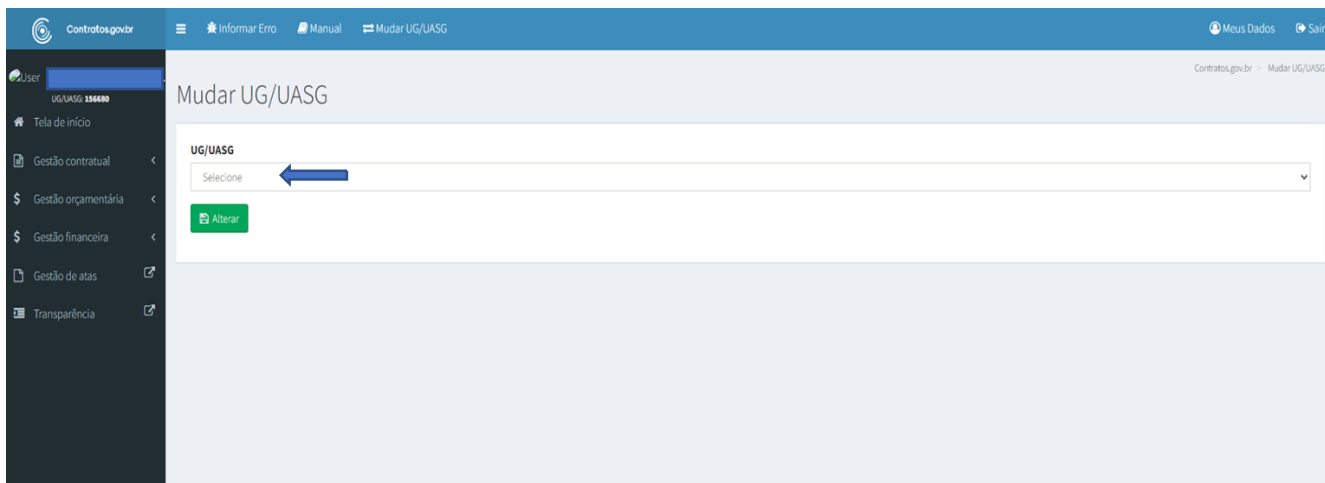 Contratos.gov.br
Informar Erro Manual Mudar UG/UASG Meus Dados Sair
User
UG/UASG: 156680
Contratos.gov.br > Mudar UG/UASG
Mudar UG/UASG
Tela de início
Gestão contratual
Gestão orçamentária
Gestão financeira
Gestão de atas
Transparência
UG/UASG
Selecione
Alterar